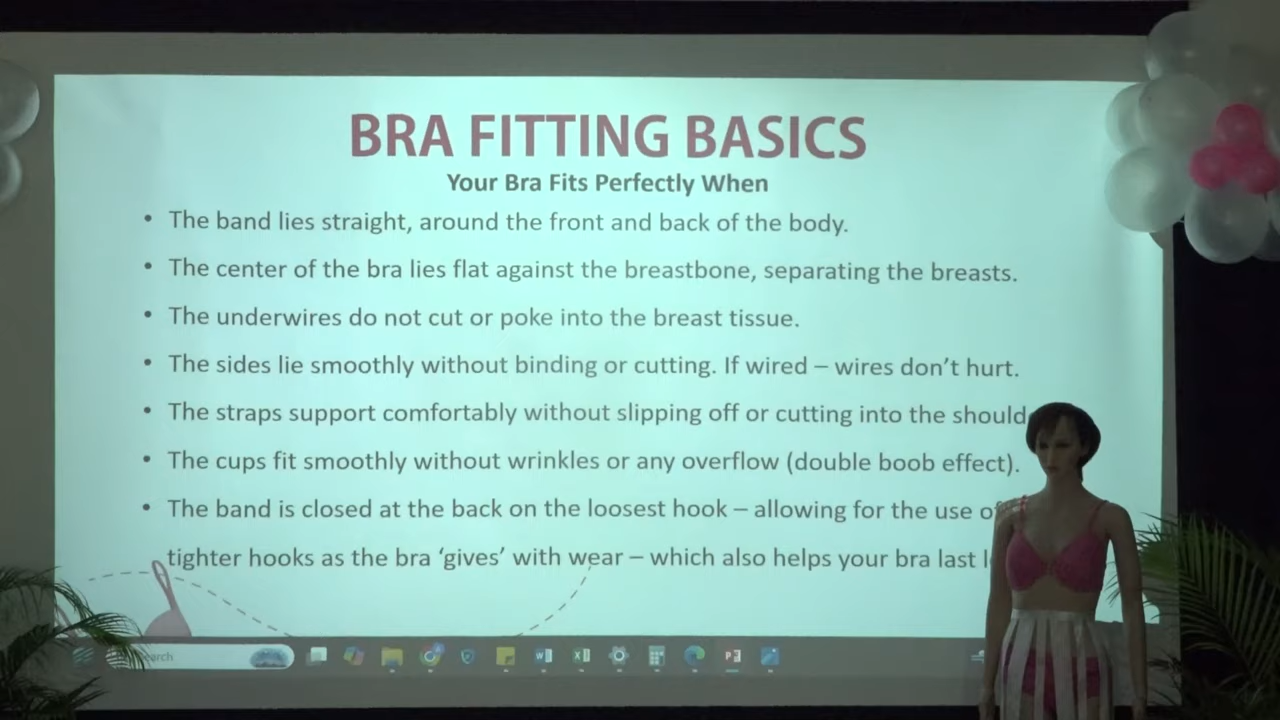 BRA FITTING BASICS
Your Bra Fits Perfectly When
• The band lies straight, around the front and back of the body.
• The center of the bra lies flat against the breastbone, separating the breasts.
• The underwires do not cut or poke into the breast tissue.
• The sides lie smoothly without binding or cutting. If wired – wires don't hurt.
• The straps support comfortably without slipping off or cutting into the should
• The cups fit smoothly without wrinkles or any overflow (double boob effect).
• The band is closed at the back on the loosest hook – allowing for the use of
tighter hooks as the bra ‘gives’ with wear – which also helps your bra last